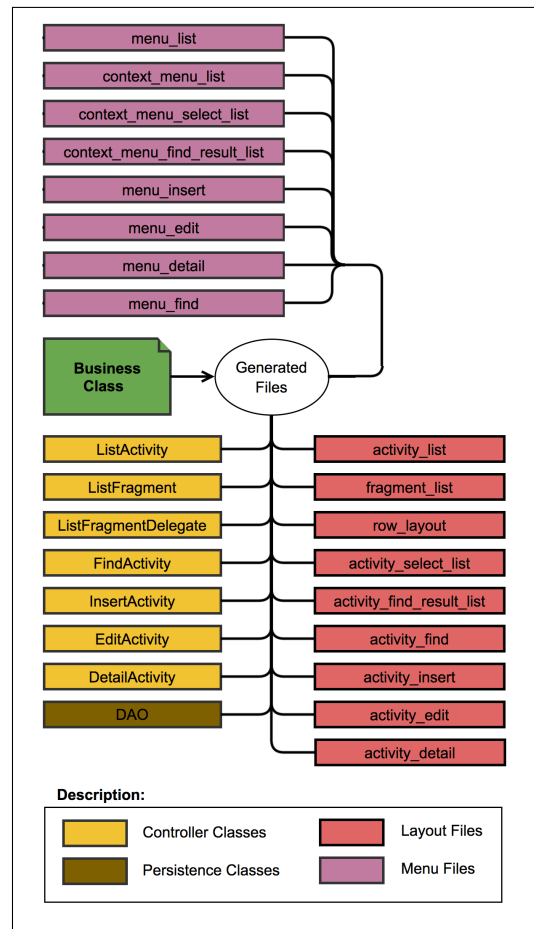 menu_list
context_menu_list
context_menu_select_list
context_menu_find_result_list
menu_insert
menu_edit
menu_detail
menu_find
Business
Class
Generated
Files
ListActivity
activity_list
ListFragment
fragment_list
ListFragmentDelegate
row_layout
FindActivity
activity_select_list
InsertActivity
activity_find_result_list
EditActivity
activity_find
DetailActivity
activity_insert
DAO
activity_edit
activity_detail
Description:
Controller Classes
Layout Files
Persistence Classes
Menu Files